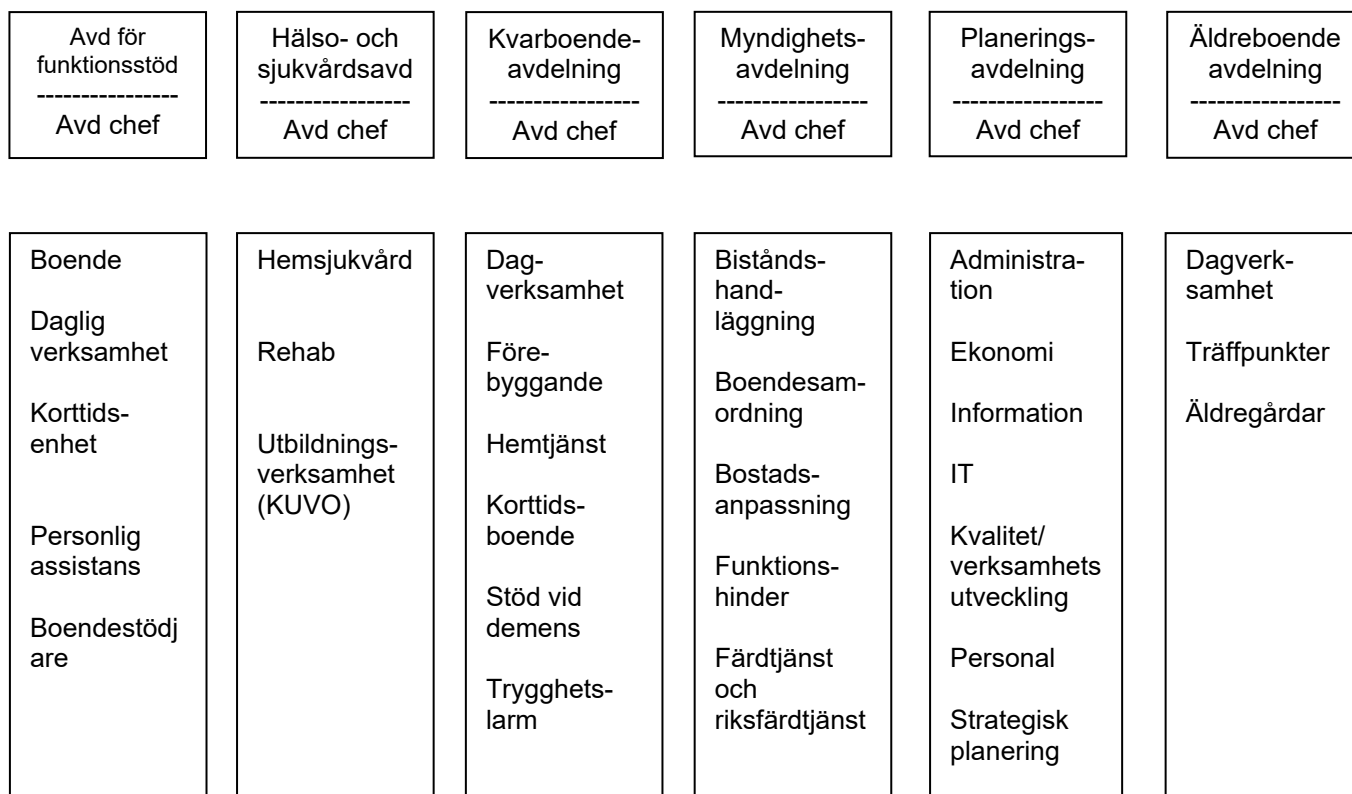 Avd för
funktionsstöd
----------------
Avd chef
Hälso- och
sjukvårdsavd
-----------------
Avd chef
Kvarboende-
avdelning
-----------------
Avd chef
Myndighets-
avdelning
-----------------
Avd chef
Planerings-
avdelning
-----------------
Avd chef
Äldreboende
avdelning
-----------------
Avd chef
Boende
Daglig
verksamhet
Korttids-
enhet
Personlig
assistans
Boendestödj
are
Hemsjukvård
Rehab
Utbildnings-
verksamhet
(KUVO)
Dag-
verksamhet
Före-
byggande
Hemtjänst
Korttids-
boende
Stöd vid
demens
Trygghets-
larm
Bistånds-
hand-
läggning
Boendesam-
ordning
Bostads-
anpassning
Funktions-
hinder
Färdtjänst
och
riksfärdtjänst
Administra-
tion
Ekonomi
Information
IT
Kvalitet/
verksamhets
utveckling
Personal
Strategisk
planering
Dagverk-
samhet
Träffpunkter
Äldregårdar